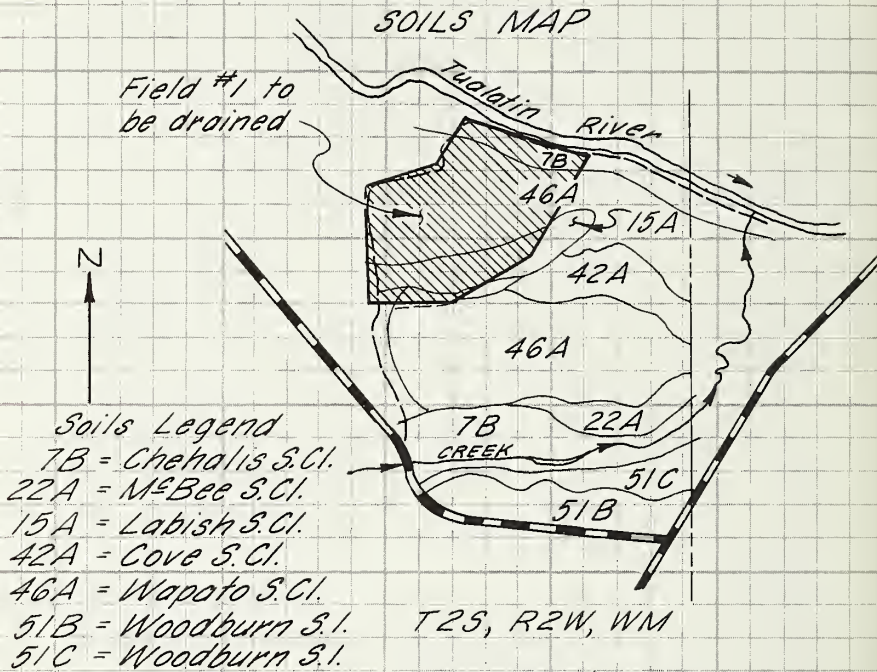 SOILS MAP
Field #1 to
be drained
Tualatin River
7B
46A
15A
42A
N
46A
7B
22A
CREEK
51C
51B
Soils Legend
7B = Chehalis S.Cl.
22A = McBee S.Cl.
15A = Labish S.Cl.
42A = Cove S.Cl.
46A = Wapato S.Cl.
51B = Woodburn S.l.
51C = Woodburn S.l.
T2S, R2W, WM